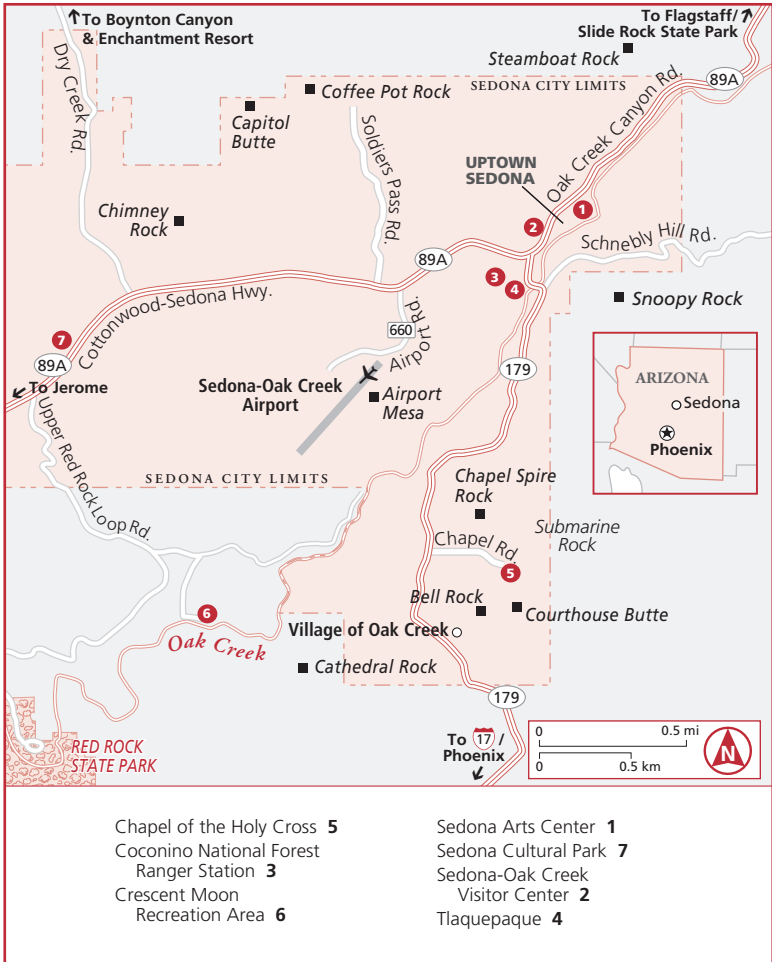 To Boynton Canyon
& Enchantment Resort
To Flagstaff/
Slide Rock State Park
Steamboat Rock
89A
SEDONA CITY LIMITS
Dry Creek Rd.
Coffee Pot Rock
Capitol
Butte
Soldiers Pass Rd.
Oak Creek Canyon Rd.
UPTOWN
SEDONA
1
2
Chimney
Rock
Schnebly Hill Rd.
89A
3
4
Snoopy Rock
Cottonwood-Sedona Hwy.
660
Airport Rd.
7
89A
179
To Jerome
Sedona-Oak Creek
Airport
Airport
Mesa
ARIZONA
Sedona
Phoenix
Upper Red Rock Loop Rd.
SEDONA CITY LIMITS
Chapel Spire
Rock
Submarine
Rock
Chapel Rd.
5
Bell Rock
Courthouse Butte
6
Oak Creek
Village of Oak Creek
Cathedral Rock
179
RED ROCK
STATE PARK
To 17 /
Phoenix
0 0.5 mi
0 0.5 km
N
Chapel of the Holy Cross 5
Coconino National Forest
Ranger Station 3
Crescent Moon
Recreation Area 6
Sedona Arts Center 1
Sedona Cultural Park 7
Sedona-Oak Creek
Visitor Center 2
Tlaquepaque 4